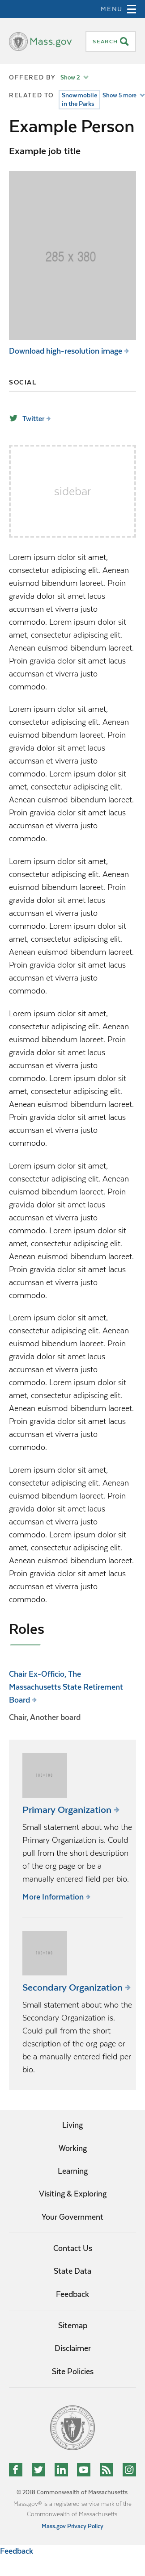 MENU
Mass.gov
SEARCH
OFFERED BY Show 2
RELATED TO Snowmobile Show 5 more
in the Parks
Example Person
Example job title
285 x 380
Download high-resolution image
SOCIAL
Twitter
sidebar
Lorem ipsum dolor sit amet,
consectetur adipiscing elit. Aenean
euismod bibendum laoreet. Proin
gravida dolor sit amet lacus
accumsan et viverra justo
commodo. Lorem ipsum dolor sit
amet, consectetur adipiscing elit.
Aenean euismod bibendum laoreet.
Proin gravida dolor sit amet lacus
accumsan et viverra justo
commodo.
Lorem ipsum dolor sit amet,
consectetur adipiscing elit. Aenean
euismod bibendum laoreet. Proin
gravida dolor sit amet lacus
accumsan et viverra justo
commodo. Lorem ipsum dolor sit
amet, consectetur adipiscing elit.
Aenean euismod bibendum laoreet.
Proin gravida dolor sit amet lacus
accumsan et viverra justo
commodo.
Lorem ipsum dolor sit amet,
consectetur adipiscing elit. Aenean
euismod bibendum laoreet. Proin
gravida dolor sit amet lacus
accumsan et viverra justo
commodo. Lorem ipsum dolor sit
amet, consectetur adipiscing elit.
Aenean euismod bibendum laoreet.
Proin gravida dolor sit amet lacus
accumsan et viverra justo
commodo.
Lorem ipsum dolor sit amet,
consectetur adipiscing elit. Aenean
euismod bibendum laoreet. Proin
gravida dolor sit amet lacus
accumsan et viverra justo
commodo. Lorem ipsum dolor sit
amet, consectetur adipiscing elit.
Aenean euismod bibendum laoreet.
Proin gravida dolor sit amet lacus
accumsan et viverra justo
commodo.
Lorem ipsum dolor sit amet,
consectetur adipiscing elit. Aenean
euismod bibendum laoreet. Proin
gravida dolor sit amet lacus
accumsan et viverra justo
commodo. Lorem ipsum dolor sit
amet, consectetur adipiscing elit.
Aenean euismod bibendum laoreet.
Proin gravida dolor sit amet lacus
accumsan et viverra justo
commodo.
Lorem ipsum dolor sit amet,
consectetur adipiscing elit. Aenean
euismod bibendum laoreet. Proin
gravida dolor sit amet lacus
accumsan et viverra justo
commodo. Lorem ipsum dolor sit
amet, consectetur adipiscing elit.
Aenean euismod bibendum laoreet.
Proin gravida dolor sit amet lacus
accumsan et viverra justo
commodo.
Lorem ipsum dolor sit amet,
consectetur adipiscing elit. Aenean
euismod bibendum laoreet. Proin
gravida dolor sit amet lacus
accumsan et viverra justo
commodo. Lorem ipsum dolor sit
amet, consectetur adipiscing elit.
Aenean euismod bibendum laoreet.
Proin gravida dolor sit amet lacus
accumsan et viverra justo
commodo.
Roles
Chair Ex-Officio, The
Massachusetts State Retirement
Board
Chair, Another board
Primary Organization
Small statement about who the
Primary Organization is. Could
pull from the short description
of the org page or be a
manually entered field per bio.
More Information
Secondary Organization
Small statement about who the
Secondary Organization is.
Could pull from the short
description of the org page or
be a manually entered field per
bio.
Living
Working
Learning
Visiting & Exploring
Your Government
Contact Us
State Data
Feedback
Sitemap
Disclaimer
Site Policies
© 2018 Commonwealth of Massachusetts.
Mass.gov® is a registered service mark of the
Commonwealth of Massachusetts.
Mass.gov Privacy Policy
Feedback